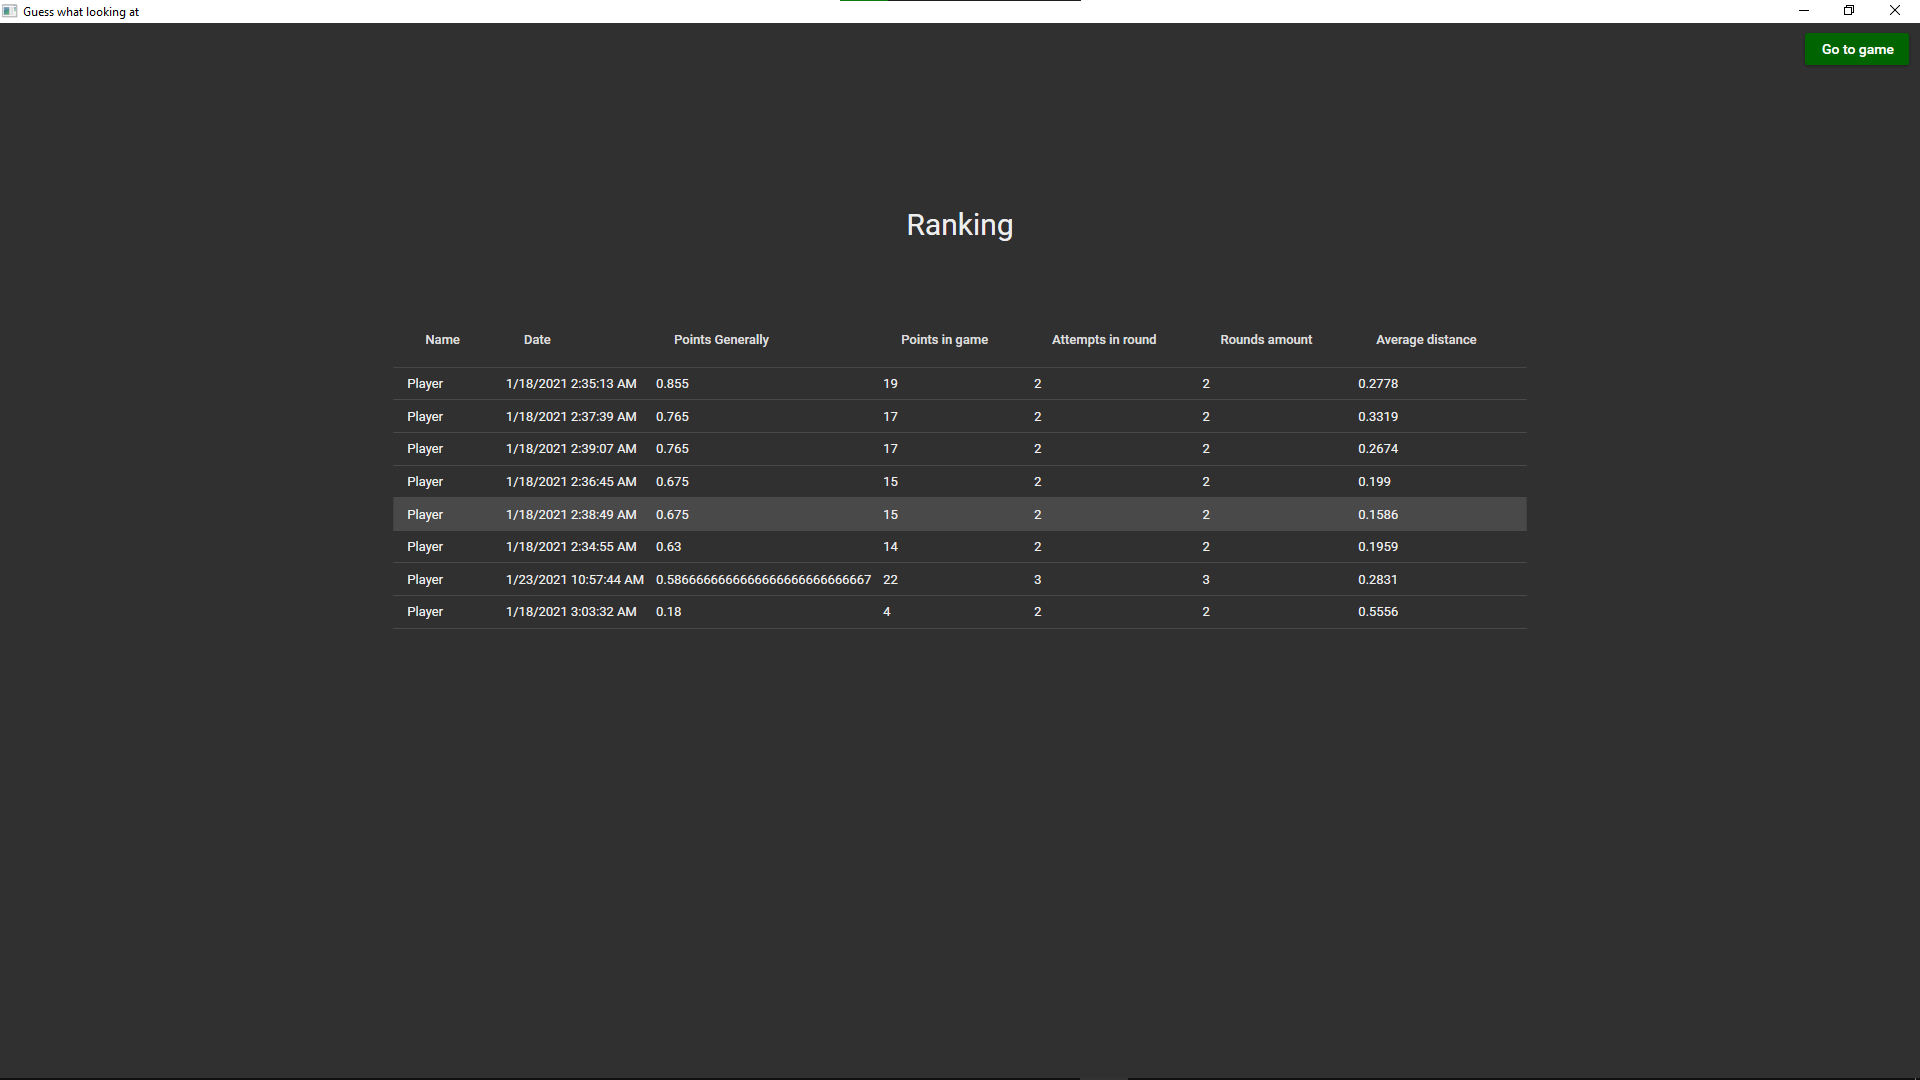 Guess what looking at
Go to game
Ranking
Name Date Points Generally Points in game Attempts in round Rounds amount Average distance
Player 1/18/2021 2:35:13 AM 0.855 19 2 2 0.2778
Player 1/18/2021 2:37:39 AM 0.765 17 2 2 0.3319
Player 1/18/2021 2:39:07 AM 0.765 17 2 2 0.2674
Player 1/18/2021 2:36:45 AM 0.675 15 2 2 0.199
Player 1/18/2021 2:38:49 AM 0.675 15 2 2 0.1586
Player 1/18/2021 2:34:55 AM 0.63 14 2 2 0.1959
Player 1/23/2021 10:57:44 AM 0.5866666666666666666666666667 22 3 3 0.2831
Player 1/18/2021 3:03:32 AM 0.18 4 2 2 0.5556